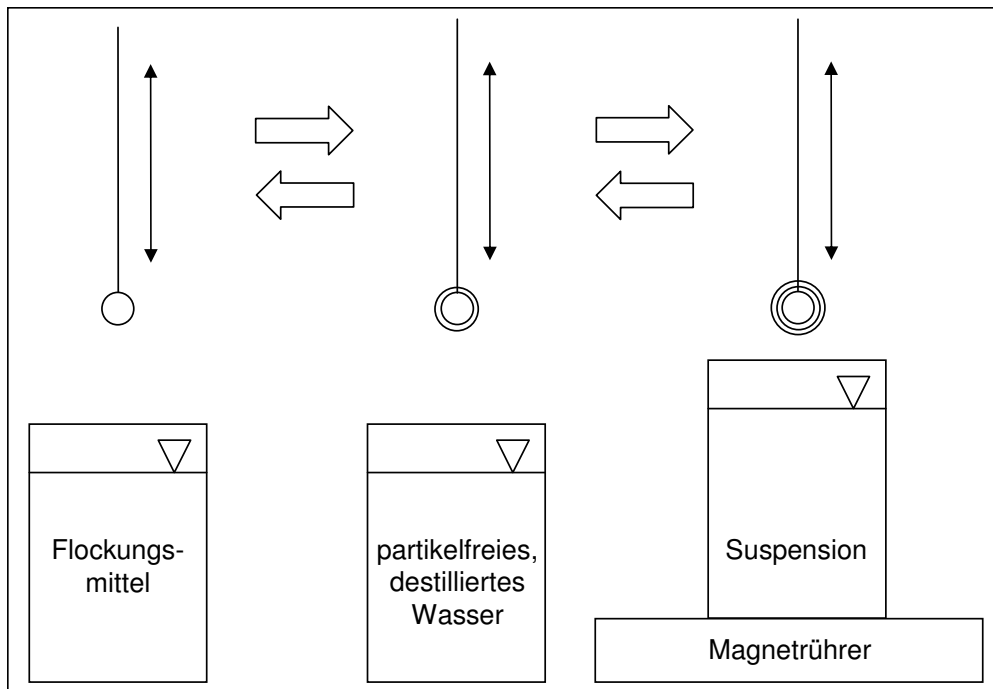 Flockungs-
mittel
partikelfreies,
destilliertes
Wasser
Suspension
Magnetrührer